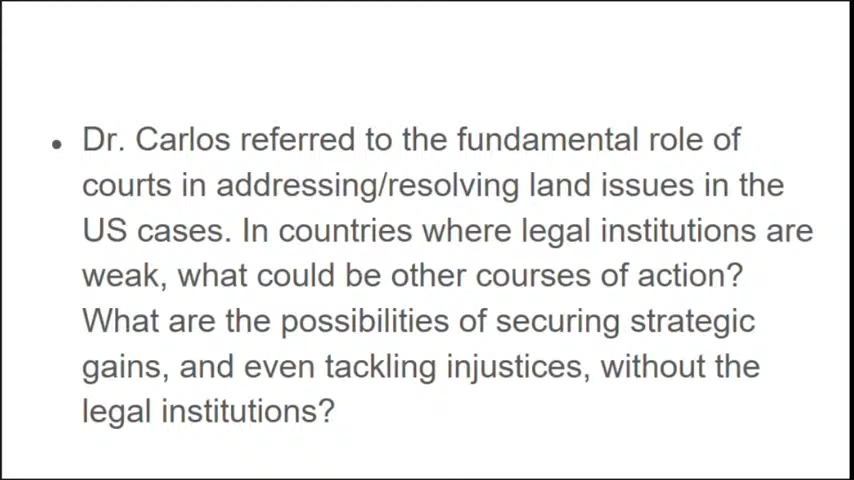 • Dr. Carlos referred to the fundamental role of
courts in addressing/resolving land issues in the
US cases. In countries where legal institutions are
weak, what could be other courses of action?
What are the possibilities of securing strategic
gains, and even tackling injustices, without the
legal institutions?